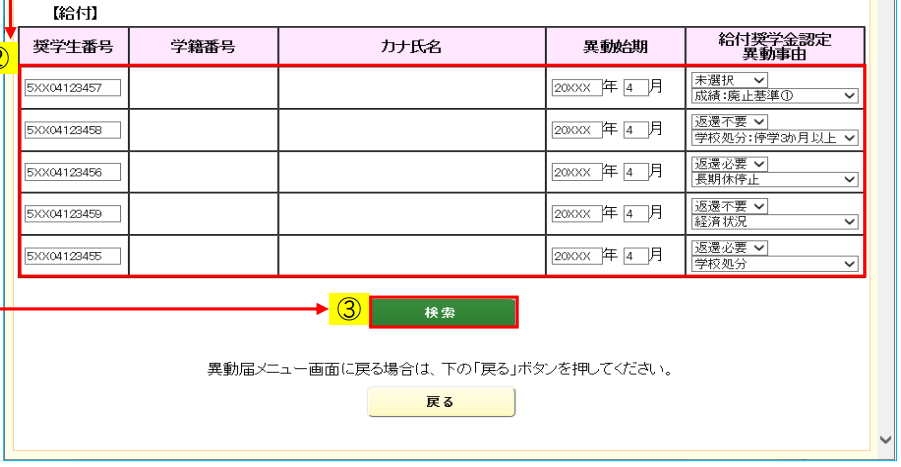 【給付】
奨学生番号 学籍番号 カナ氏名 異動始期 給付奨学金認定
異動事由
②
5XX04123457 20XXX 年 4 月 未選択
成績:廃止基準①
5XX04123458 20XXX 年 4 月 返還不要
学校処分:停学3か月以上
5XX04123456 20XXX 年 4 月 返還必要
長期休停止
5XX04123459 20XXX 年 4 月 返還不要
経済状況
5XX04123455 20XXX 年 4 月 返還必要
学校処分
③ 検索
異動届メニュー画面に戻る場合は、下の「戻る」ボタンを押してください。
戻る